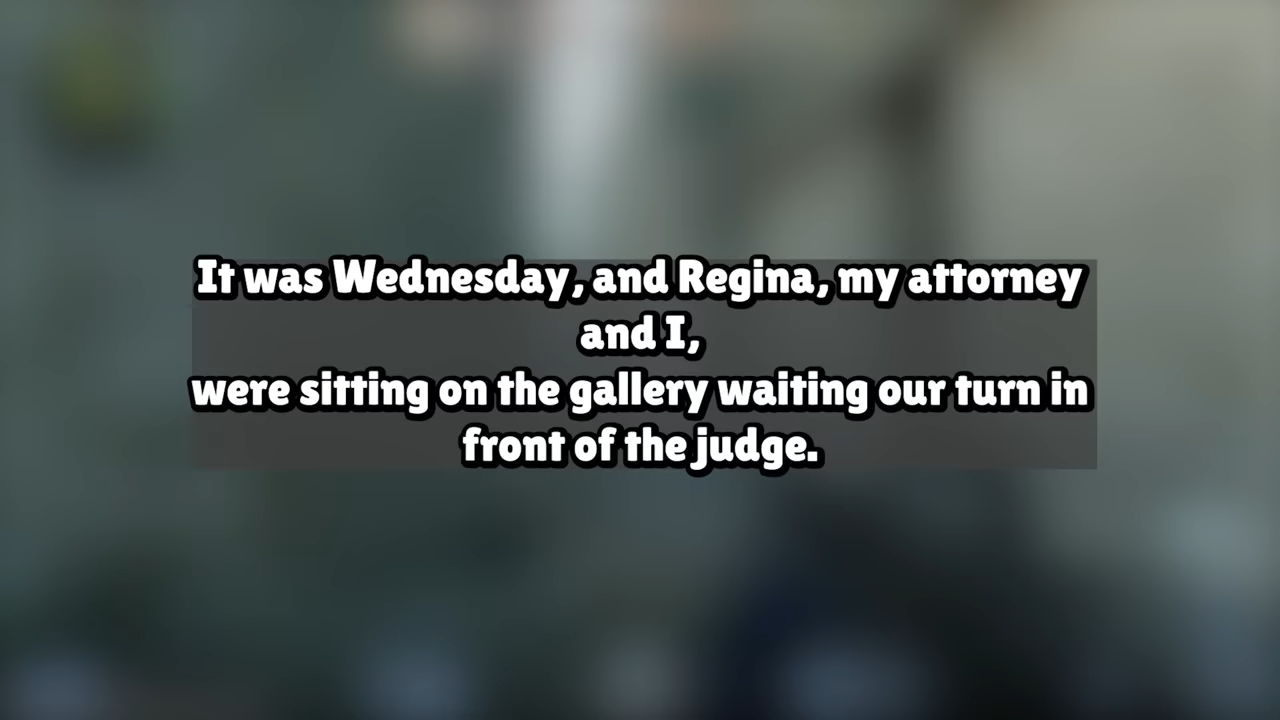 It was Wednesday, and Regina, my attorney
and I,
were sitting on the gallery waiting our turn in
front of the judge.